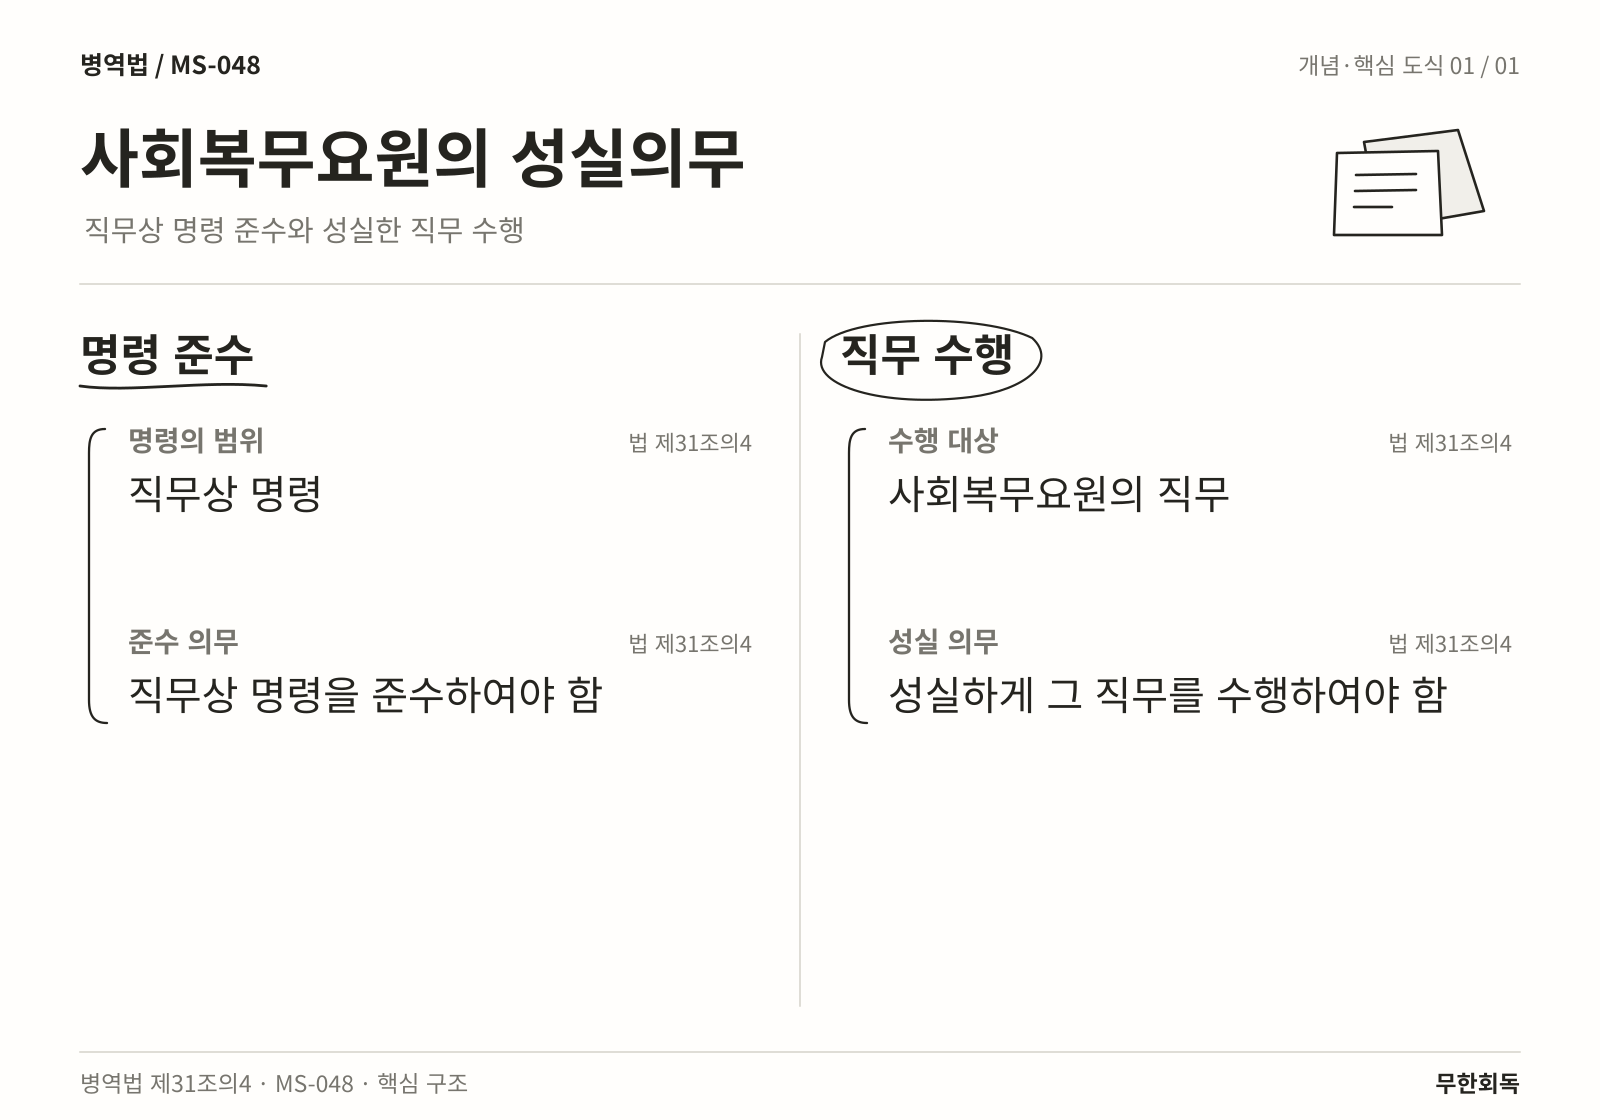 병역법 / MS-048
개념·핵심 도식 01 / 01
사회복무요원의 성실의무
직무상 명령 준수와 성실한 직무 수행
명령 준수
명령의 범위
법 제31조의4
직무상 명령
준수 의무
법 제31조의4
직무상 명령을 준수하여야 함
직무 수행
수행 대상
법 제31조의4
사회복무요원의 직무
성실 의무
법 제31조의4
성실하게 그 직무를 수행하여야 함
병역법 제31조의4 · MS-048 · 핵심 구조
무한회독